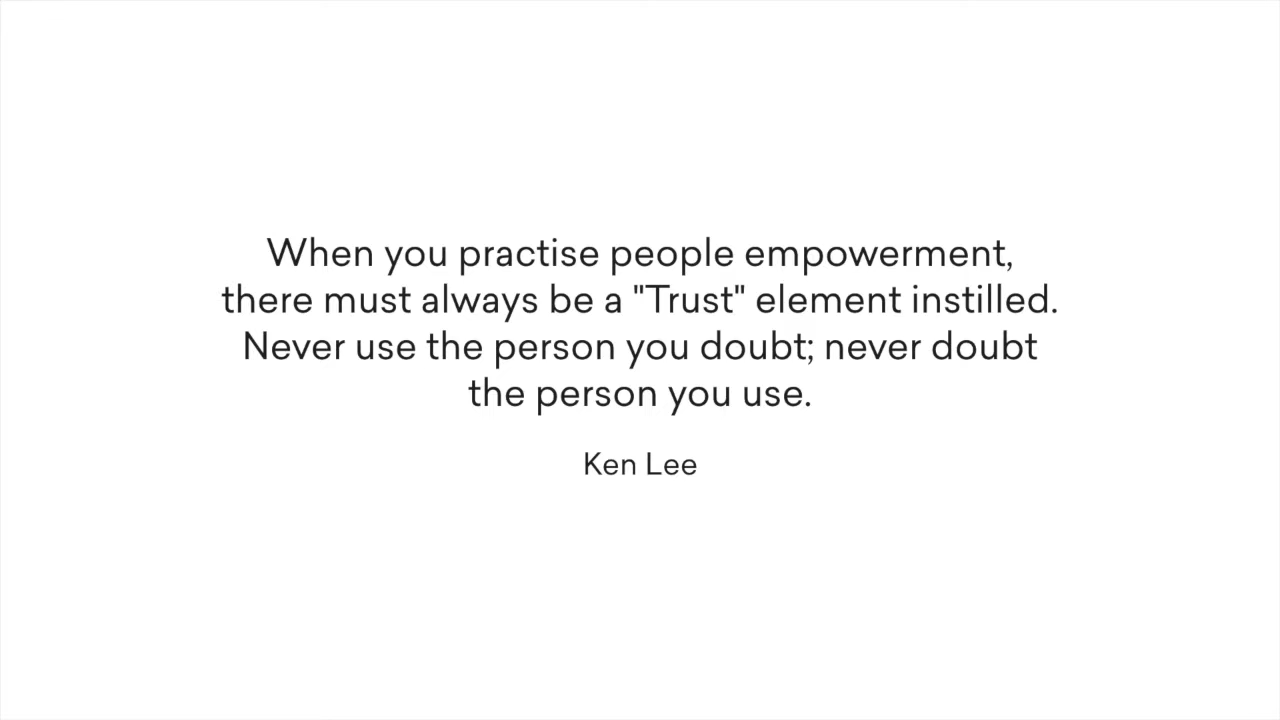 When you practise people empowerment,
there must always be a "Trust" element instilled.
Never use the person you doubt; never doubt
the person you use.
Ken Lee